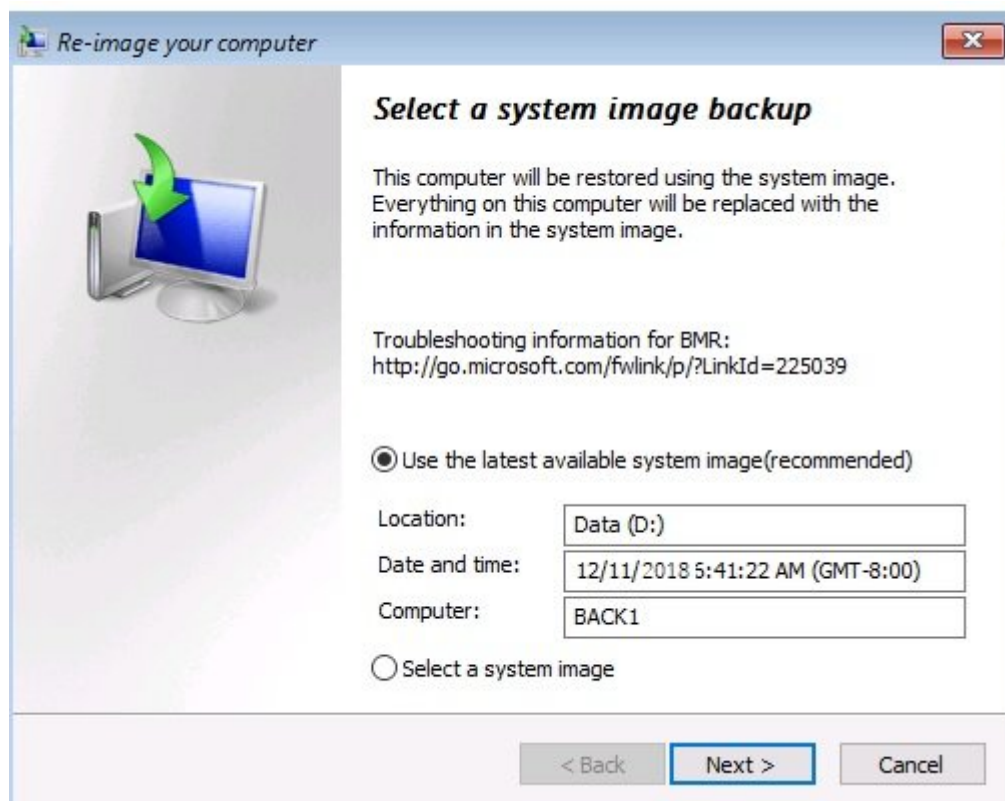 Re-image your computer
Select a system image backup
This computer will be restored using the system image.
Everything on this computer will be replaced with the
information in the system image.
Troubleshooting information for BMR:
http://go.microsoft.com/fwlink/p/?LinkId=225039
Use the latest available system image(recommended)
Location: Data (D:)
Date and time: 12/11/2018 5:41:22 AM (GMT-8:00)
Computer: BACK1
Select a system image
< Back Next > Cancel